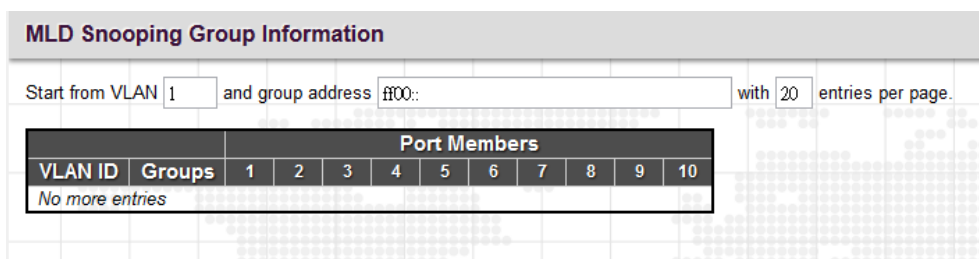 MLD Snooping Group Information
Start from VLAN 1 and group address ff00:: with 20 entries per page.
Port Members
VLAN ID Groups 1 2 3 4 5 6 7 8 9 10
No more entries